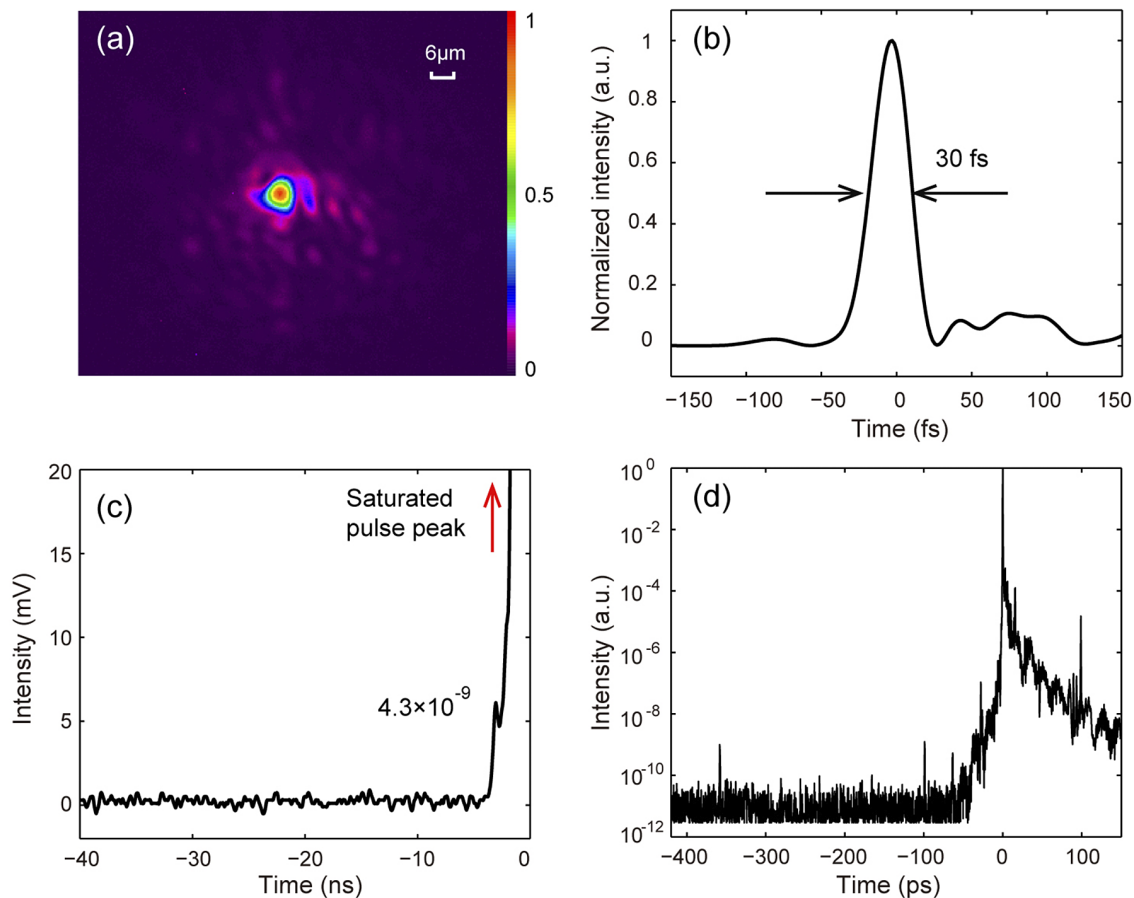 (a)
6μm
1
0.5
0
(b)
30 fs
Normalized intensity (a.u.)
1
0.8
0.6
0.4
0.2
0
−150
−100
−50
0
50
100
150
Time (fs)
(c)
Saturated
pulse peak
4.3×10⁻⁹
Intensity (mV)
20
15
10
5
0
−40
−30
−20
−10
0
Time (ns)
(d)
Intensity (a.u.)
10⁰
10⁻²
10⁻⁴
10⁻⁶
10⁻⁸
10⁻¹⁰
10⁻¹²
−400
−300
−200
−100
0
100
Time (ps)